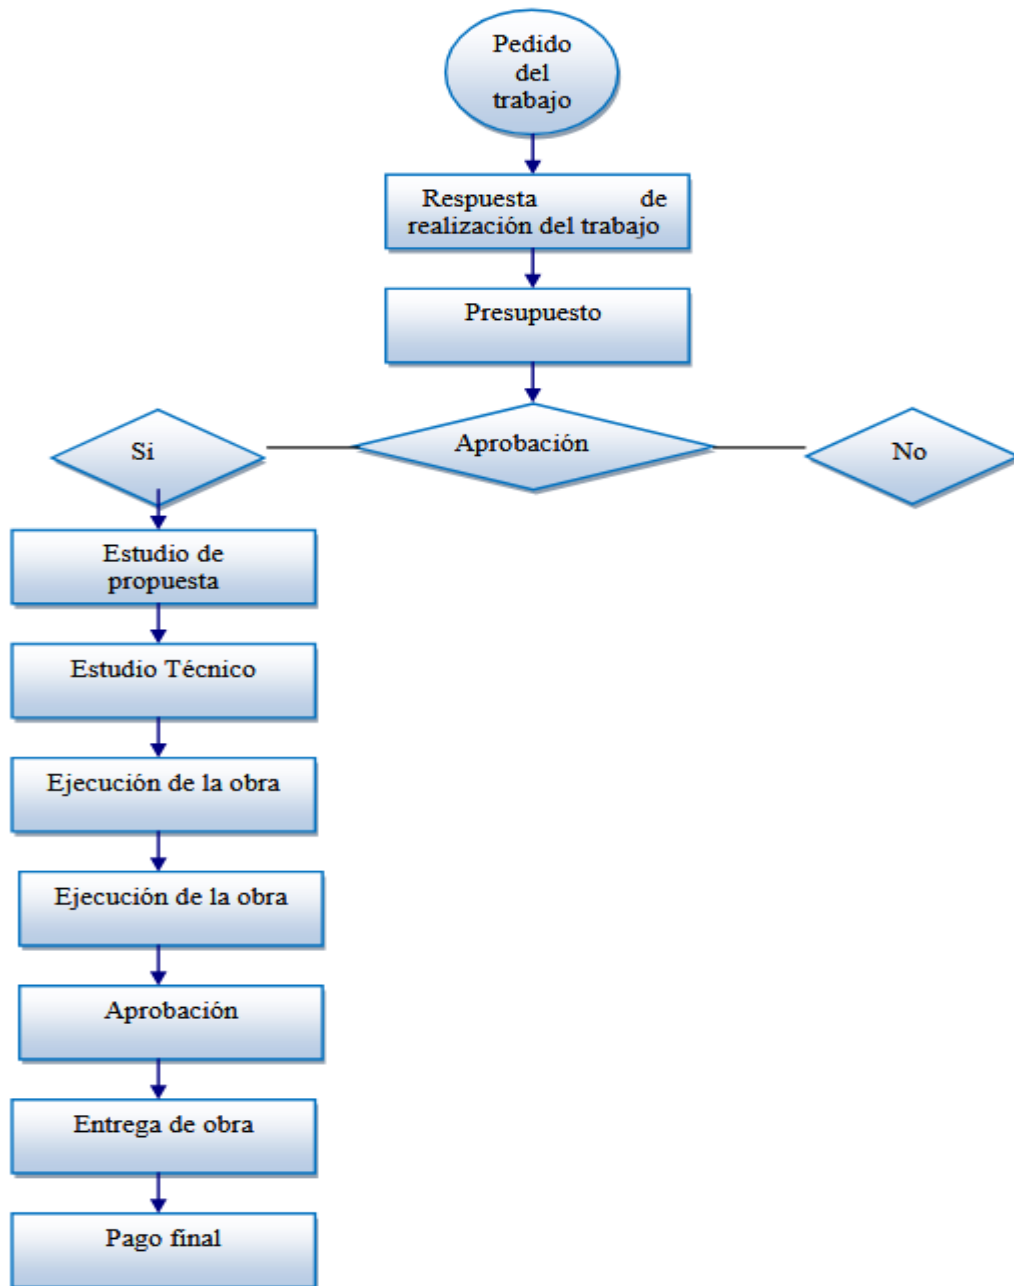 Pedido
del
trabajo
Respuesta de
realización del trabajo
Presupuesto
Si
Aprobación
No
Estudio de
propuesta
Estudio Técnico
Ejecución de la obra
Ejecución de la obra
Aprobación
Entrega de obra
Pago final